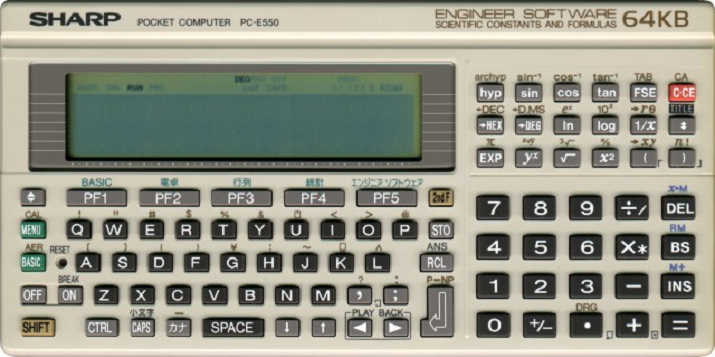 SHARP POCKET COMPUTER PC-E550
ENGINEER SOFTWARE
SCIENTIFIC CONSTANTS AND FORMULAS 64KB
archyp sin⁻¹ cos⁻¹ tan⁻¹ TAB CA
hyp sin cos tan FSE C·CE
→DEC →D.MS eˣ 10ˣ →rθ TITLE
→HEX →DEG ln log 1/x
π ³√ % →xy n!
EXP yˣ √ x² ( )
BASIC 電卓 行列 統計 エンジニア ソフトウェア
PF1 PF2 PF3 PF4 PF5 2nd F
CAL ! " # $ % & < >
MENU Q W E R T Y U I O P STO
AER [ ] { } ¥ : ~ ANS
BASIC RESET A S D F G H J K L RCL
BREAK ? : P↔NP
OFF ON Z X C V B N M , ;
小文字 PLAY BACK
SHIFT CTRL CAPS カナ SPACE ↓ ↑ ◀ ▶
x→M
7 8 9 ÷/ DEL
RM
4 5 6 X* BS
M+
1 2 3 − INS
DRG
0 +/− • + =